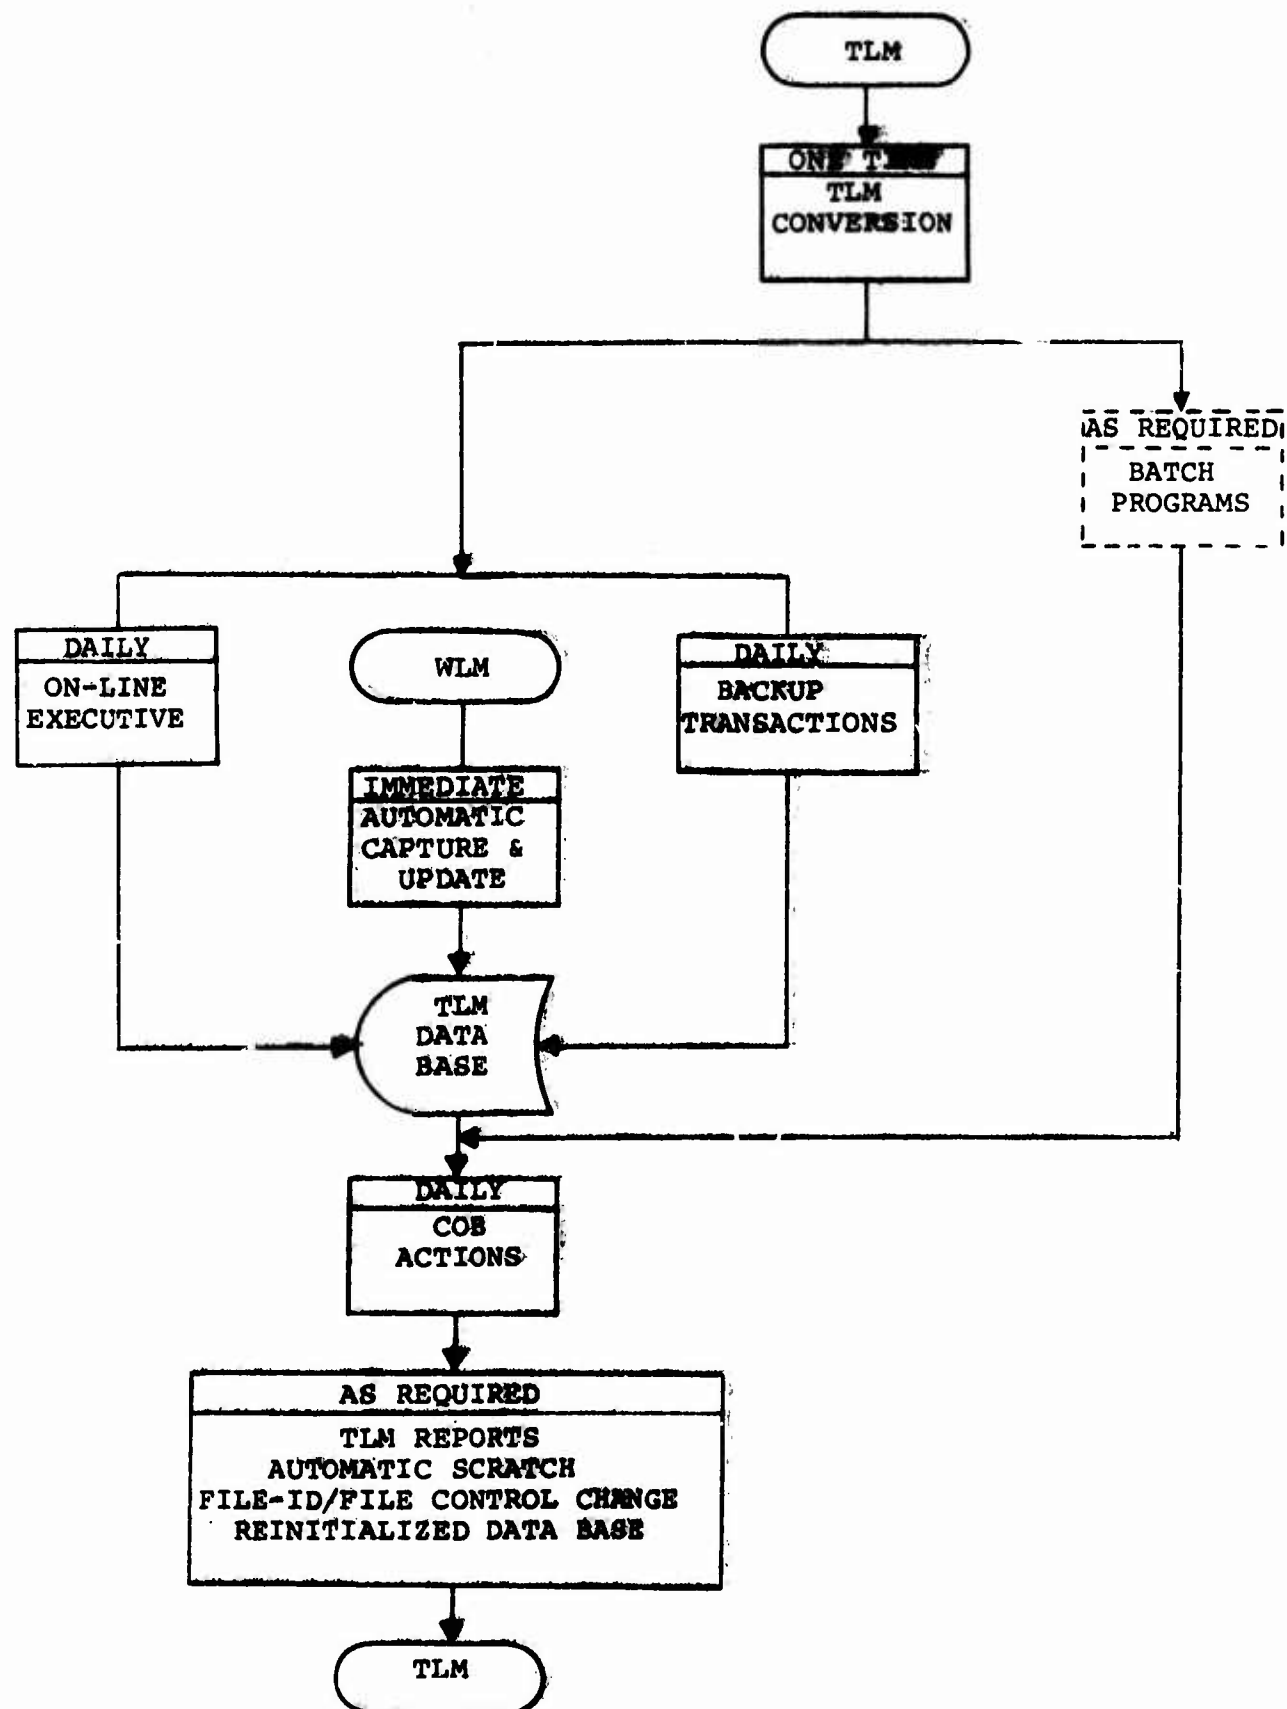 TLM
ONE
TLM
CONVERSION
AS REQUIRED
BATCH
PROGRAMS
DAILY
ON-LINE
EXECUTIVE
WLM
IMMEDIATE
AUTOMATIC
CAPTURE &
UPDATE
DAILY
BACKUP
TRANSACTIONS
TLM
DATA
BASE
DAILY
COB
ACTIONS
AS REQUIRED
TLM REPORTS
AUTOMATIC SCRATCH
FILE-ID/FILE CONTROL CHANGE
REINITIALIZED DATA BASE
TLM